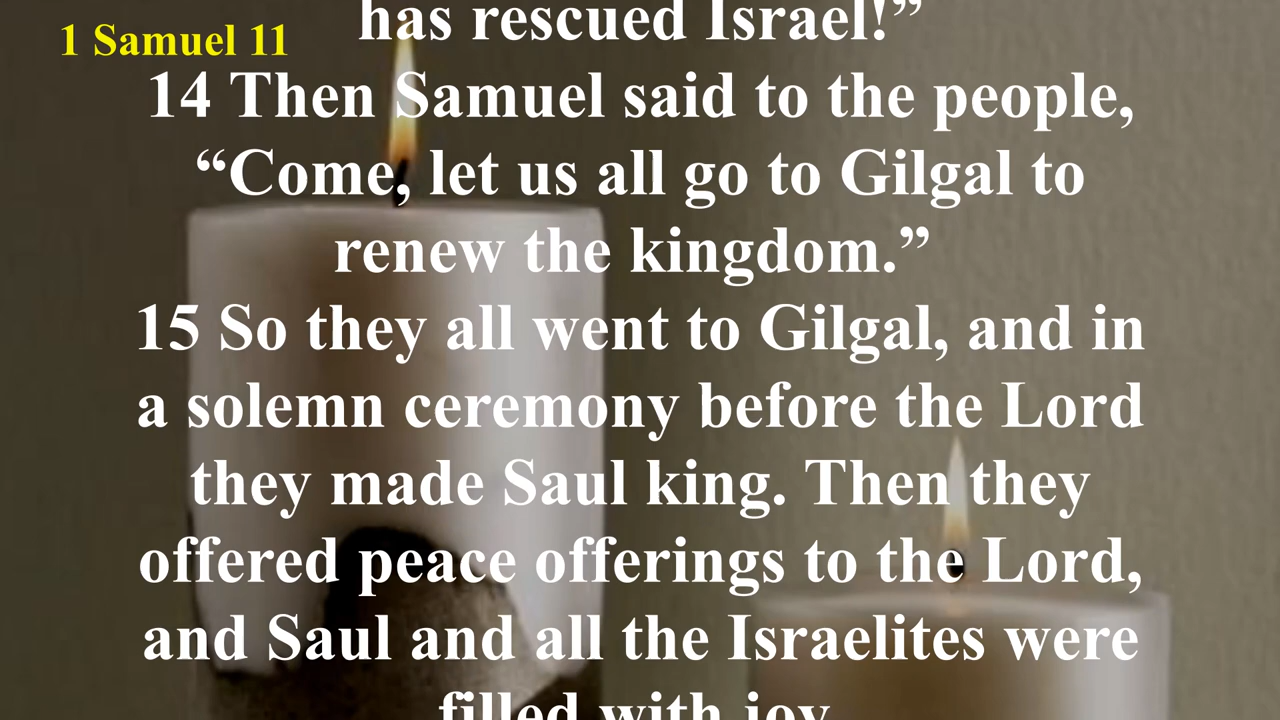 1 Samuel 11
has rescued Israel!”
14 Then Samuel said to the people,
“Come, let us all go to Gilgal to
renew the kingdom.”
15 So they all went to Gilgal, and in
a solemn ceremony before the Lord
they made Saul king. Then they
offered peace offerings to the Lord,
and Saul and all the Israelites were
filled with joy